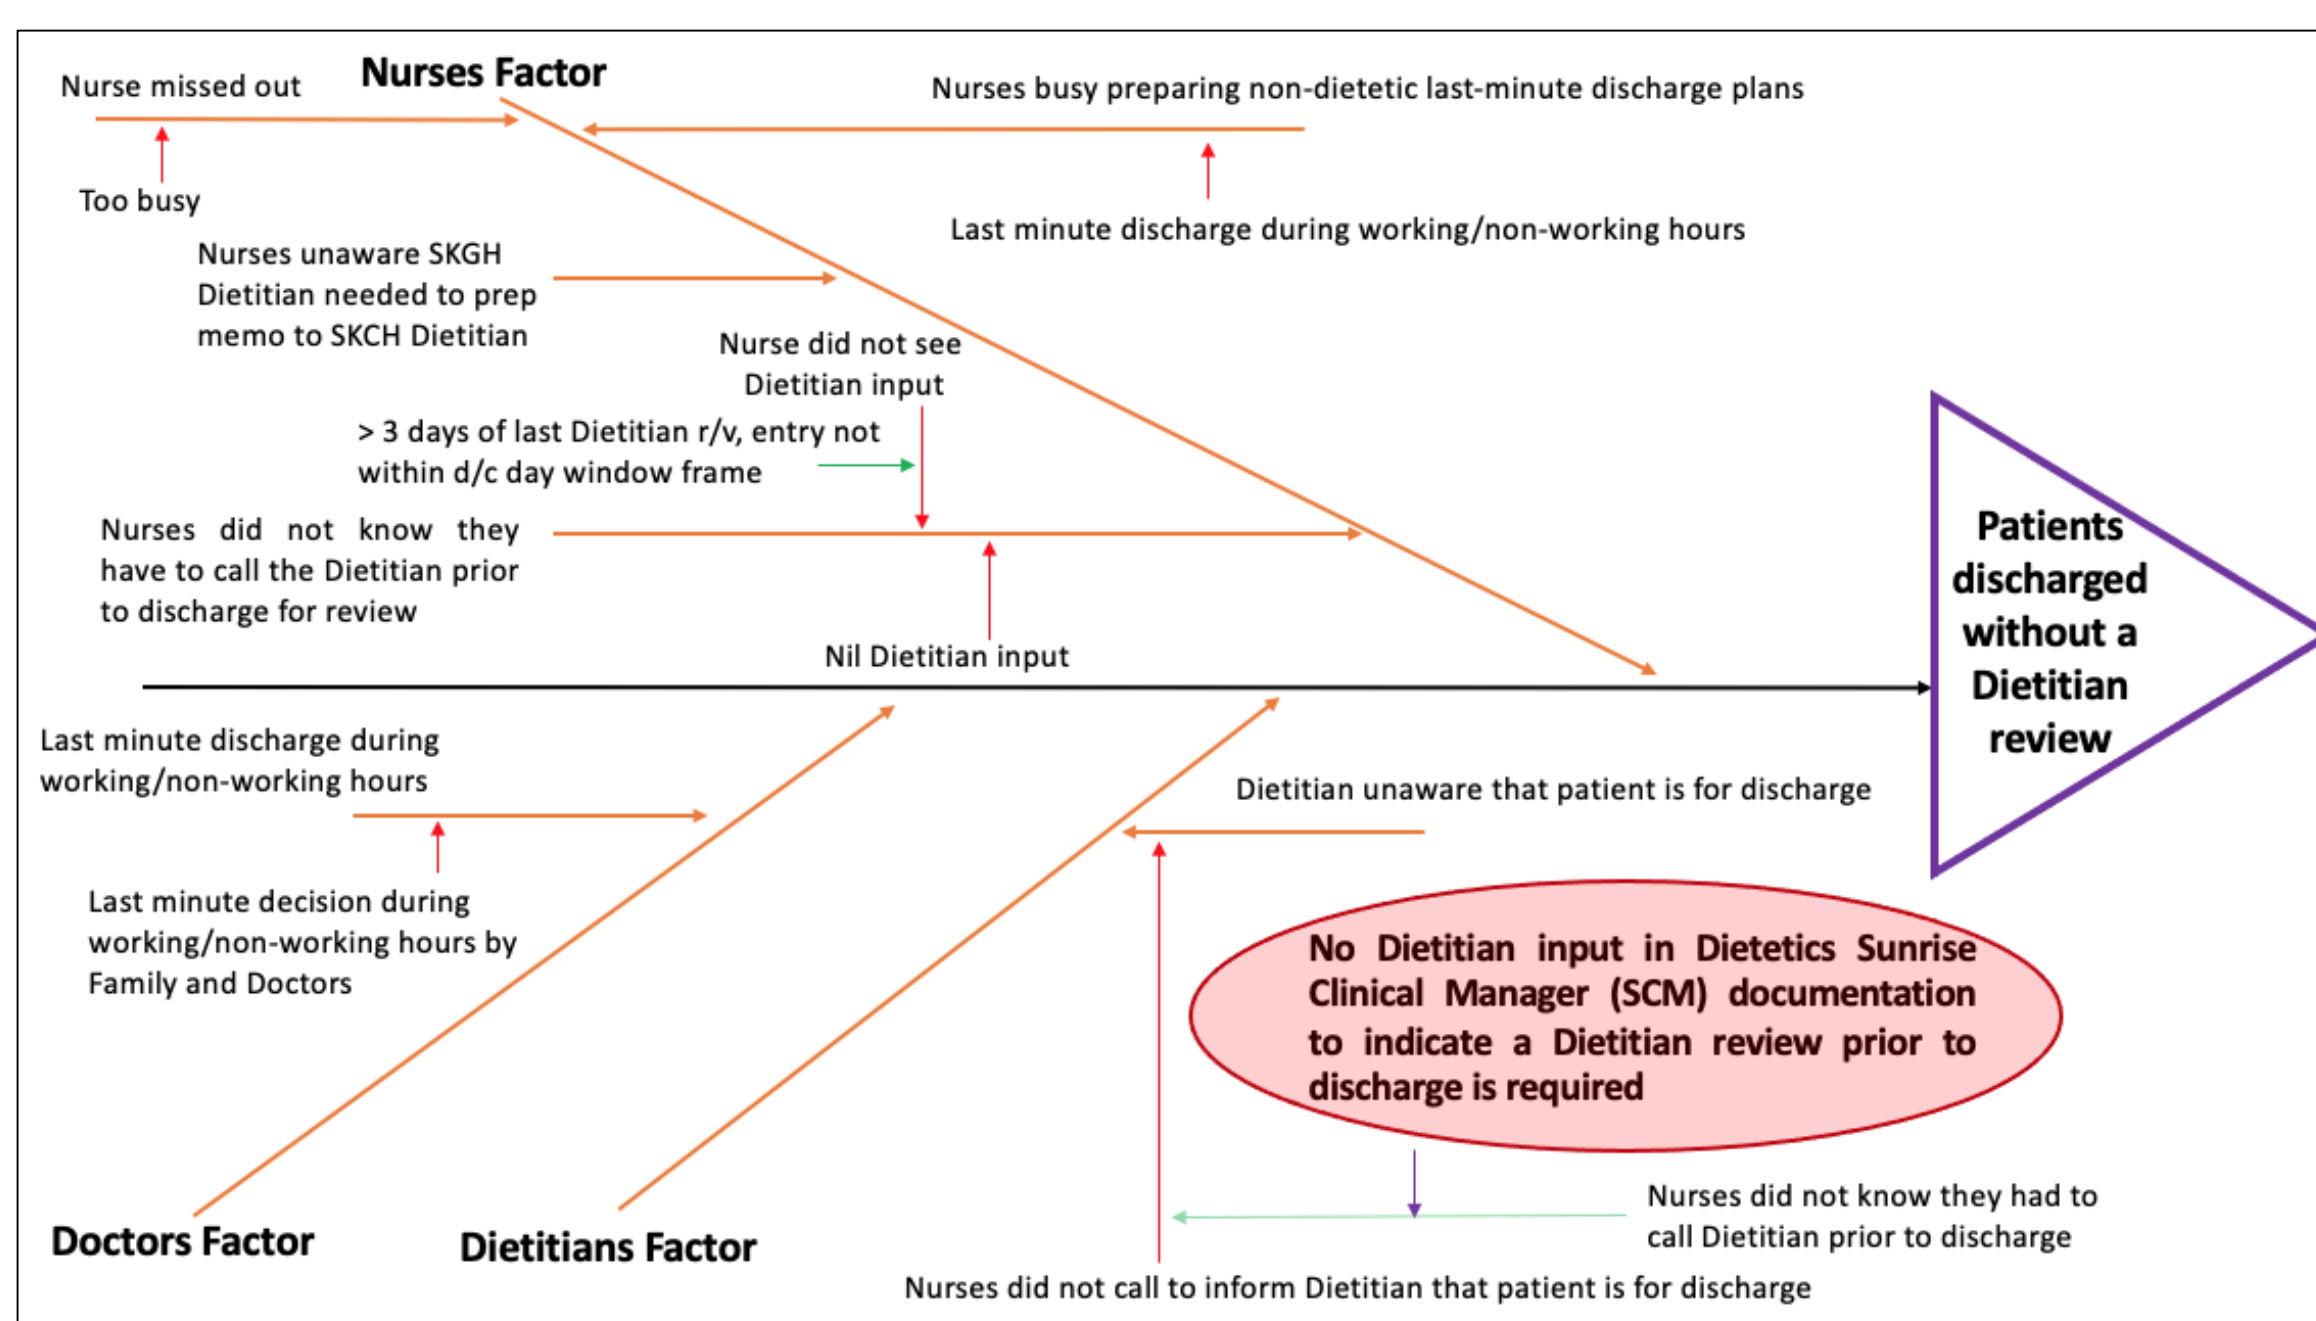 Nurse missed out
Nurses Factor
Nurses busy preparing non-dietetic last-minute discharge plans
Too busy
Last minute discharge during working/non-working hours
Nurses unaware SKGH
Dietitian needed to prep
memo to SKCH Dietitian
Nurse did not see
Dietitian input
> 3 days of last Dietitian r/v, entry not
within d/c day window frame
Nurses did not know they
have to call the Dietitian prior
to discharge for review
Nil Dietitian input
Patients
discharged
without a
Dietitian
review
Last minute discharge during
working/non-working hours
Last minute decision during
working/non-working hours by
Family and Doctors
Dietitian unaware that patient is for discharge
No Dietitian input in Dietetics Sunrise
Clinical Manager (SCM) documentation
to indicate a Dietitian review prior to
discharge is required
Doctors Factor
Dietitians Factor
Nurses did not know they had to
call Dietitian prior to discharge
Nurses did not call to inform Dietitian that patient is for discharge